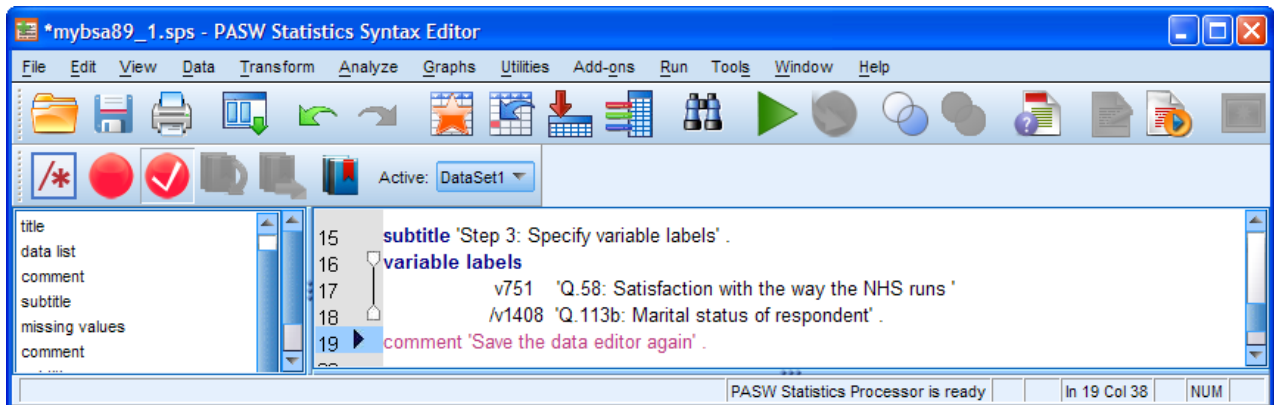 *mybsa89_1.sps - PASW Statistics Syntax Editor
File Edit View Data Transform Analyze Graphs Utilities Add-ons Run Tools Window Help
/*
Active: DataSet1
title
data list
comment
subtitle
missing values
comment
15 subtitle 'Step 3: Specify variable labels' .
16 variable labels
17 v751 'Q.58: Satisfaction with the way the NHS runs '
18 /v1408 'Q.113b: Marital status of respondent' .
19 comment 'Save the data editor again' .
PASW Statistics Processor is ready In 19 Col 38 NUM